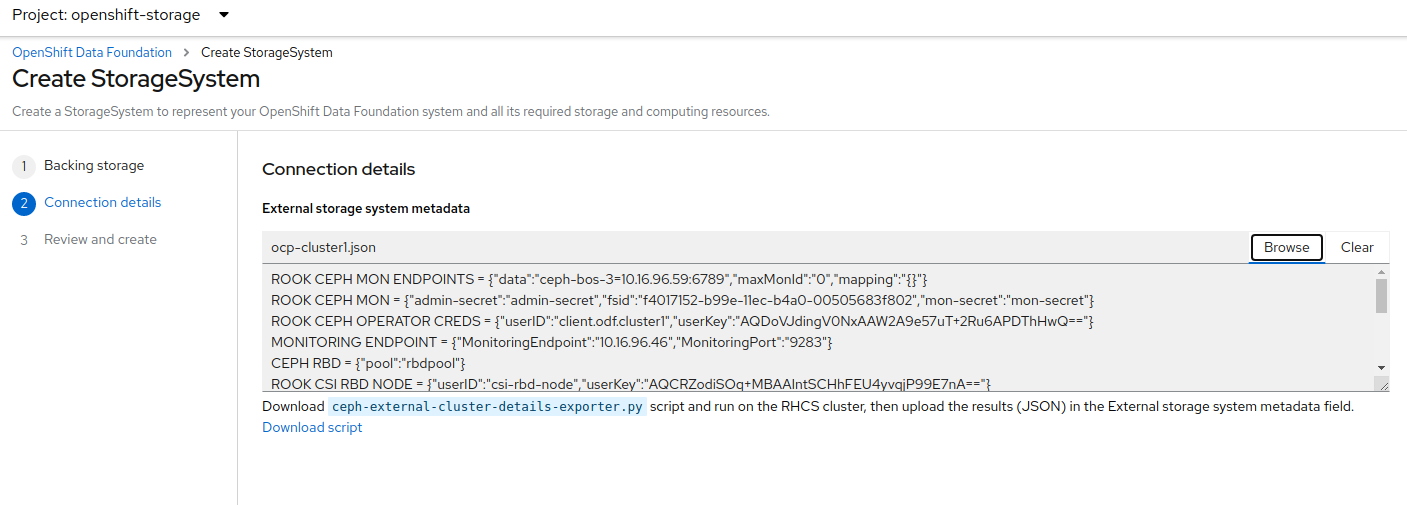 Project: openshift-storage
OpenShift Data Foundation > Create StorageSystem
Create StorageSystem
Create a StorageSystem to represent your OpenShift Data Foundation system and all its required storage and computing resources.
1 Backing storage
2 Connection details
3 Review and create
Connection details
External storage system metadata
ocp-cluster1.json Browse Clear
ROOK CEPH MON ENDPOINTS = {"data":"ceph-bos-3=10.16.96.59:6789","maxMonId":"0","mapping":"{}"}
ROOK CEPH MON = {"admin-secret":"admin-secret","fsid":"f4017152-b99e-11ec-b4a0-00505683f802","mon-secret":"mon-secret"}
ROOK CEPH OPERATOR CREDS = {"userID":"client.odf.cluster1","userKey":"AQDoVJdingV0NxAAW2A9e57uT+2Ru6APDThHwQ=="}
MONITORING ENDPOINT = {"MonitoringEndpoint":"10.16.96.46","MonitoringPort":"9283"}
CEPH RBD = {"pool":"rbdpool"}
ROOK CSI RBD NODE = {"userID":"csi-rbd-node","userKey":"AQCRZodiSOq+MBAAIntSCHhFEU4yvqjP99E7nA=="}
Download ceph-external-cluster-details-exporter.py script and run on the RHCS cluster, then upload the results (JSON) in the External storage system metadata field.
Download script